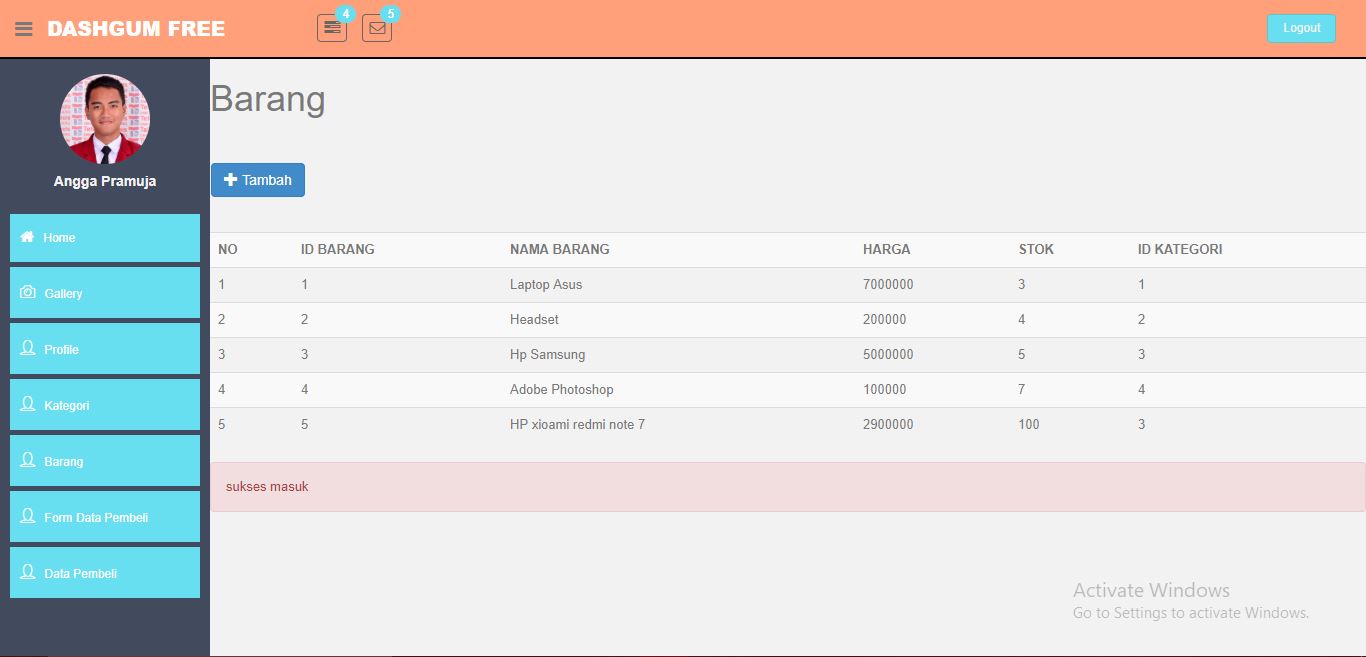 DASHGUM FREE 4 5 Logout
Angga Pramuja
Home
Gallery
Profile
Kategori
Barang
Form Data Pembeli
Data Pembeli
Barang
Tambah
NO ID BARANG NAMA BARANG HARGA STOK ID KATEGORI
1 1 Laptop Asus 7000000 3 1
2 2 Headset 200000 4 2
3 3 Hp Samsung 5000000 5 3
4 4 Adobe Photoshop 100000 7 4
5 5 HP xioami redmi note 7 2900000 100 3
sukses masuk
Activate Windows
Go to Settings to activate Windows.